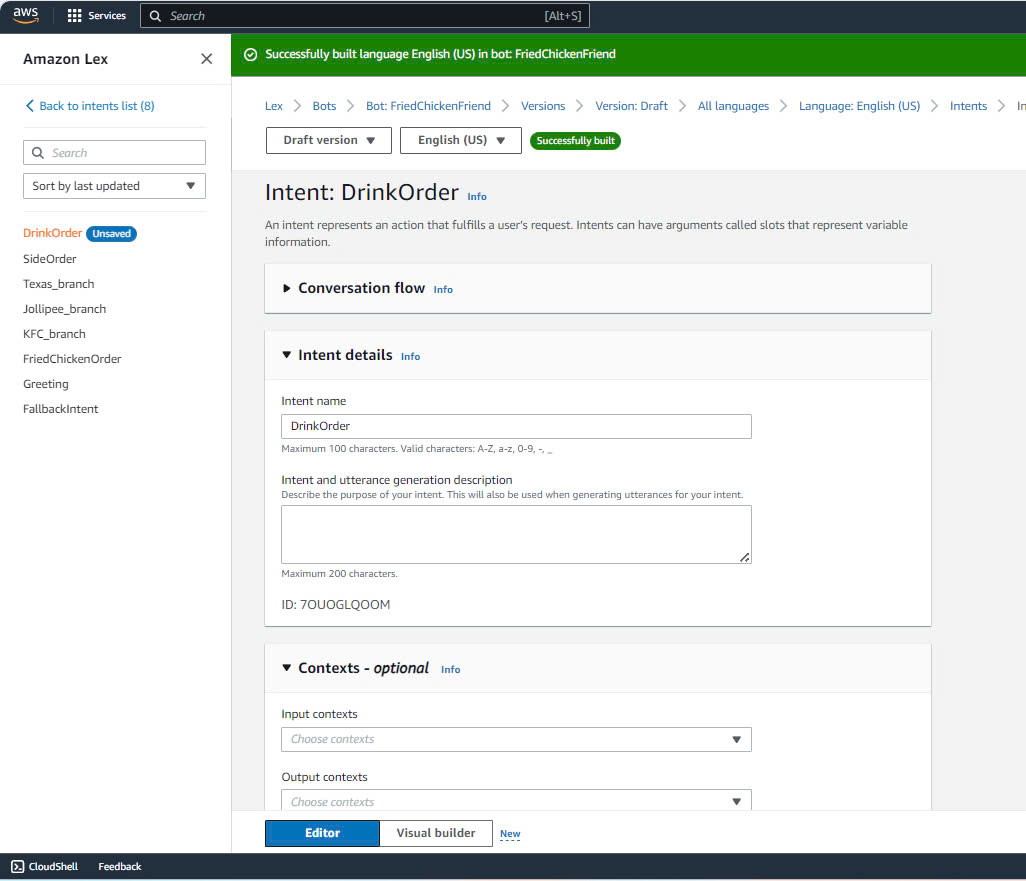 aws
Services
Search
[Alt+S]
Amazon Lex
Back to intents list (8)
Search
Sort by last updated
DrinkOrder Unsaved
SideOrder
Texas_branch
Jollipee_branch
KFC_branch
FriedChickenOrder
Greeting
FallbackIntent
Successfully built language English (US) in bot: FriedChickenFriend
Lex > Bots > Bot: FriedChickenFriend > Versions > Version: Draft > All languages > Language: English (US) > Intents > In
Draft version
English (US)
Successfully built
Intent: DrinkOrder Info
An intent represents an action that fulfills a user's request. Intents can have arguments called slots that represent variable
information.
Conversation flow Info
Intent details Info
Intent name
DrinkOrder
Maximum 100 characters. Valid characters: A-Z, a-z, 0-9, -, _
Intent and utterance generation description
Describe the purpose of your intent. This will also be used when generating utterances for your intent.
Maximum 200 characters.
ID: 7OUOGLQOOM
Contexts - optional Info
Input contexts
Choose contexts
Output contexts
Choose contexts
Editor
Visual builder
New
CloudShell
Feedback